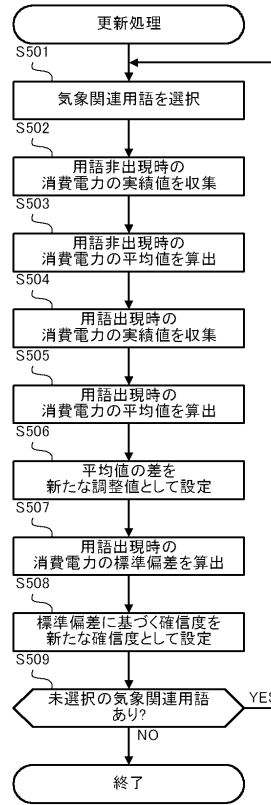 更新処理
S501
気象関連用語を選択
S502
用語非出現時の
消費電力の実績値を収集
S503
用語非出現時の
消費電力の平均値を算出
S504
用語出現時の
消費電力の実績値を収集
S505
用語出現時の
消費電力の平均値を算出
S506
平均値の差を
新たな調整値として設定
S507
用語出現時の
消費電力の標準偏差を算出
S508
標準偏差に基づく確信度を
新たな確信度として設定
S509
未選択の気象関連用語
あり?
YES
NO
終了